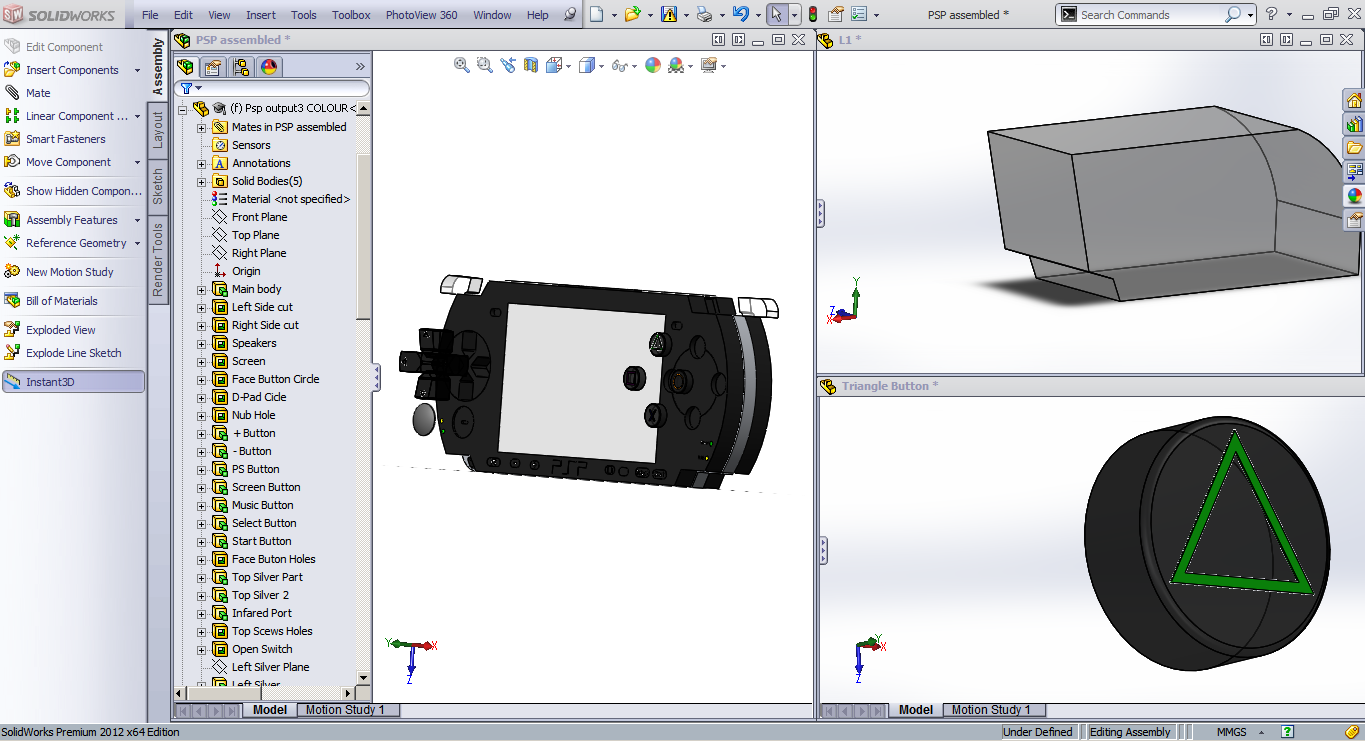 SOLIDWORKS
File Edit View Insert Tools Toolbox PhotoView 360 Window Help
PSP assembled *
Search Commands
Edit Component
Insert Components
Mate
Linear Component ...
Smart Fasteners
Move Component
Show Hidden Compon...
Assembly Features
Reference Geometry
New Motion Study
Bill of Materials
Exploded View
Explode Line Sketch
Instant3D
Assembly
Layout
Sketch
Render Tools
PSP assembled *
(f) Psp output3 COLOUR<
Mates in PSP assembled
Sensors
Annotations
Solid Bodies(5)
Material <not specified>
Front Plane
Top Plane
Right Plane
Origin
Main body
Left Side cut
Right Side cut
Speakers
Screen
Face Button Circle
D-Pad Cicle
Nub Hole
+ Button
- Button
PS Button
Screen Button
Music Button
Select Button
Start Button
Face Buton Holes
Top Silver Part
Top Silver 2
Infared Port
Top Scews Holes
Open Switch
Left Silver Plane
Left Silver
Model Motion Study 1
PSP
X
Y X
Z
L1 *
Y
Z
X
Triangle Button *
Y
X
Z
Model Motion Study 1
SolidWorks Premium 2012 x64 Edition
Under Defined Editing Assembly MMGS